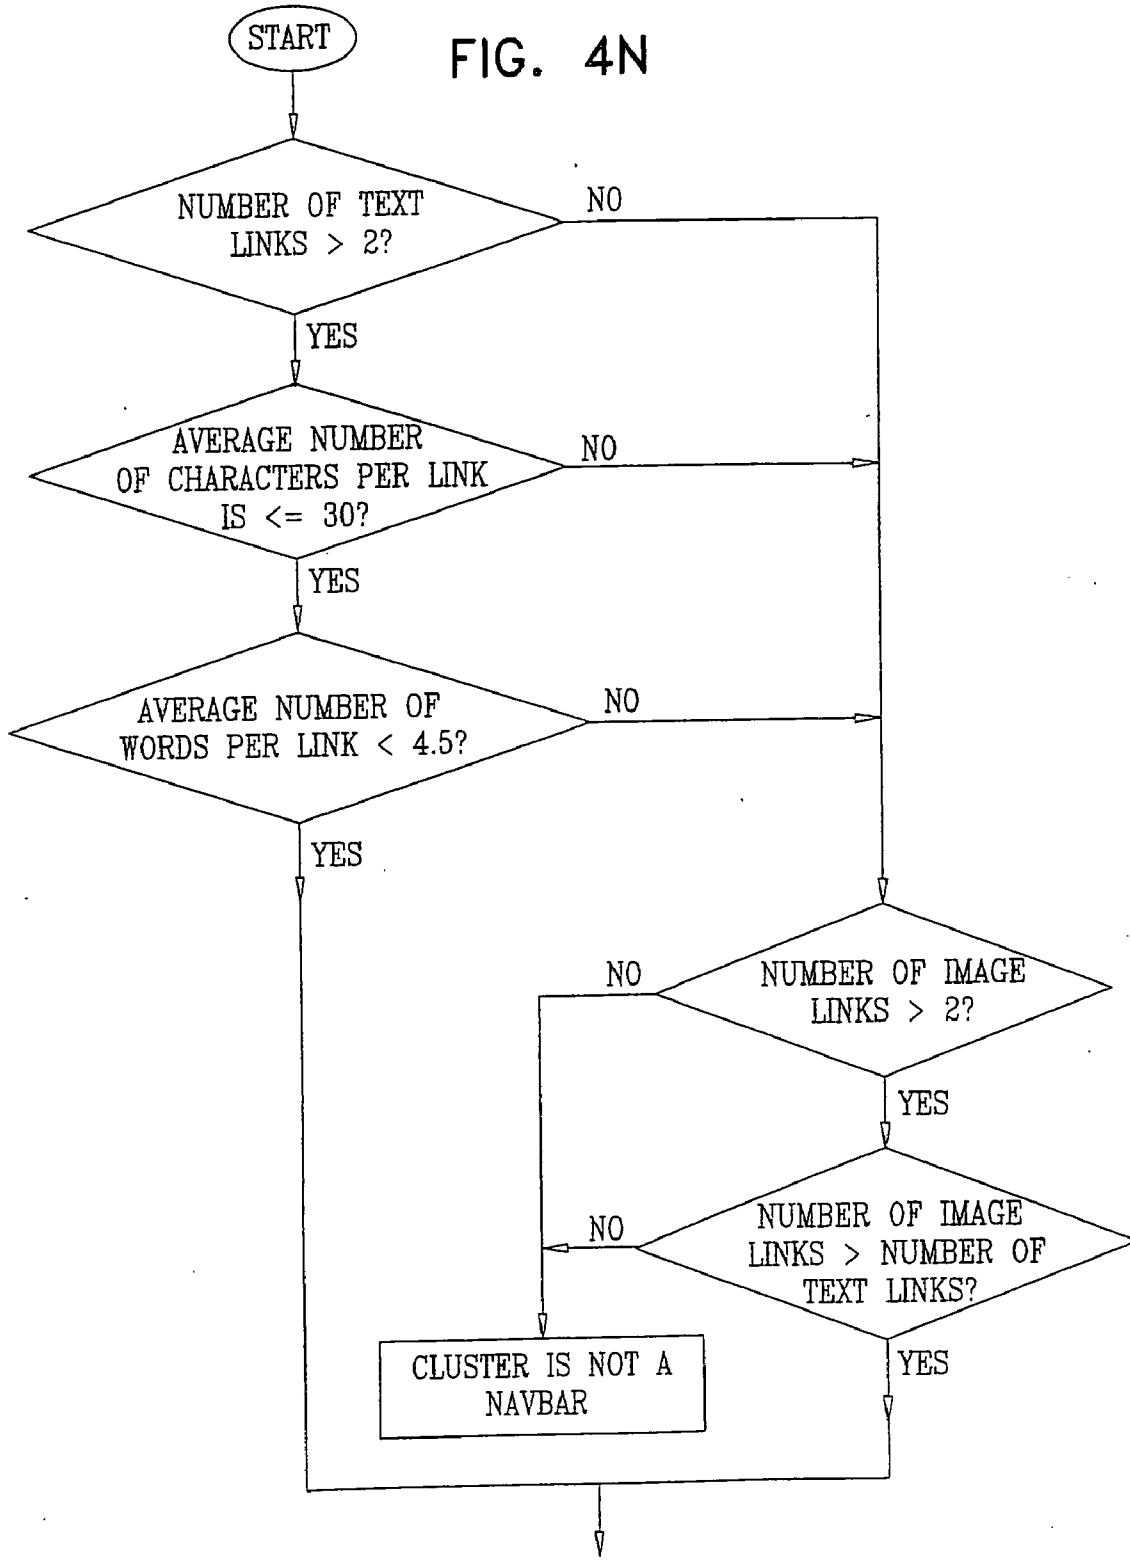 START
FIG. 4N
NUMBER OF TEXT
LINKS > 2?
NO
YES
AVERAGE NUMBER
OF CHARACTERS PER LINK
IS <= 30?
NO
YES
AVERAGE NUMBER OF
WORDS PER LINK < 4.5?
NO
YES
NUMBER OF IMAGE
LINKS > 2?
NO
YES
NUMBER OF IMAGE
LINKS > NUMBER OF
TEXT LINKS?
NO
YES
CLUSTER IS NOT A
NAVBAR